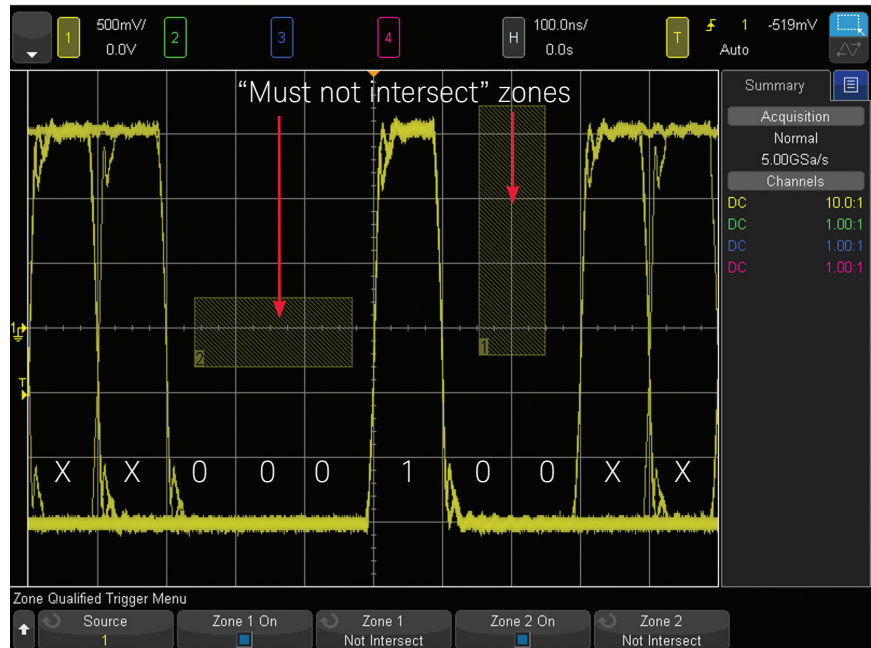 1 500mV/ 2 3 4 H 100.0ns/ T 1 -519mV
0.0V 0.0s Auto
"Must not intersect" zones
Summary
Acquisition
Normal
5.00GSa/s
Channels
DC 10.0:1
DC 1.00:1
DC 1.00:1
DC 1.00:1
1
2
1
T
X X 0 0 0 1 0 0 X X
Zone Qualified Trigger Menu
Source Zone 1 On Zone 1 Zone 2 On Zone 2
1 Not Intersect Not Intersect